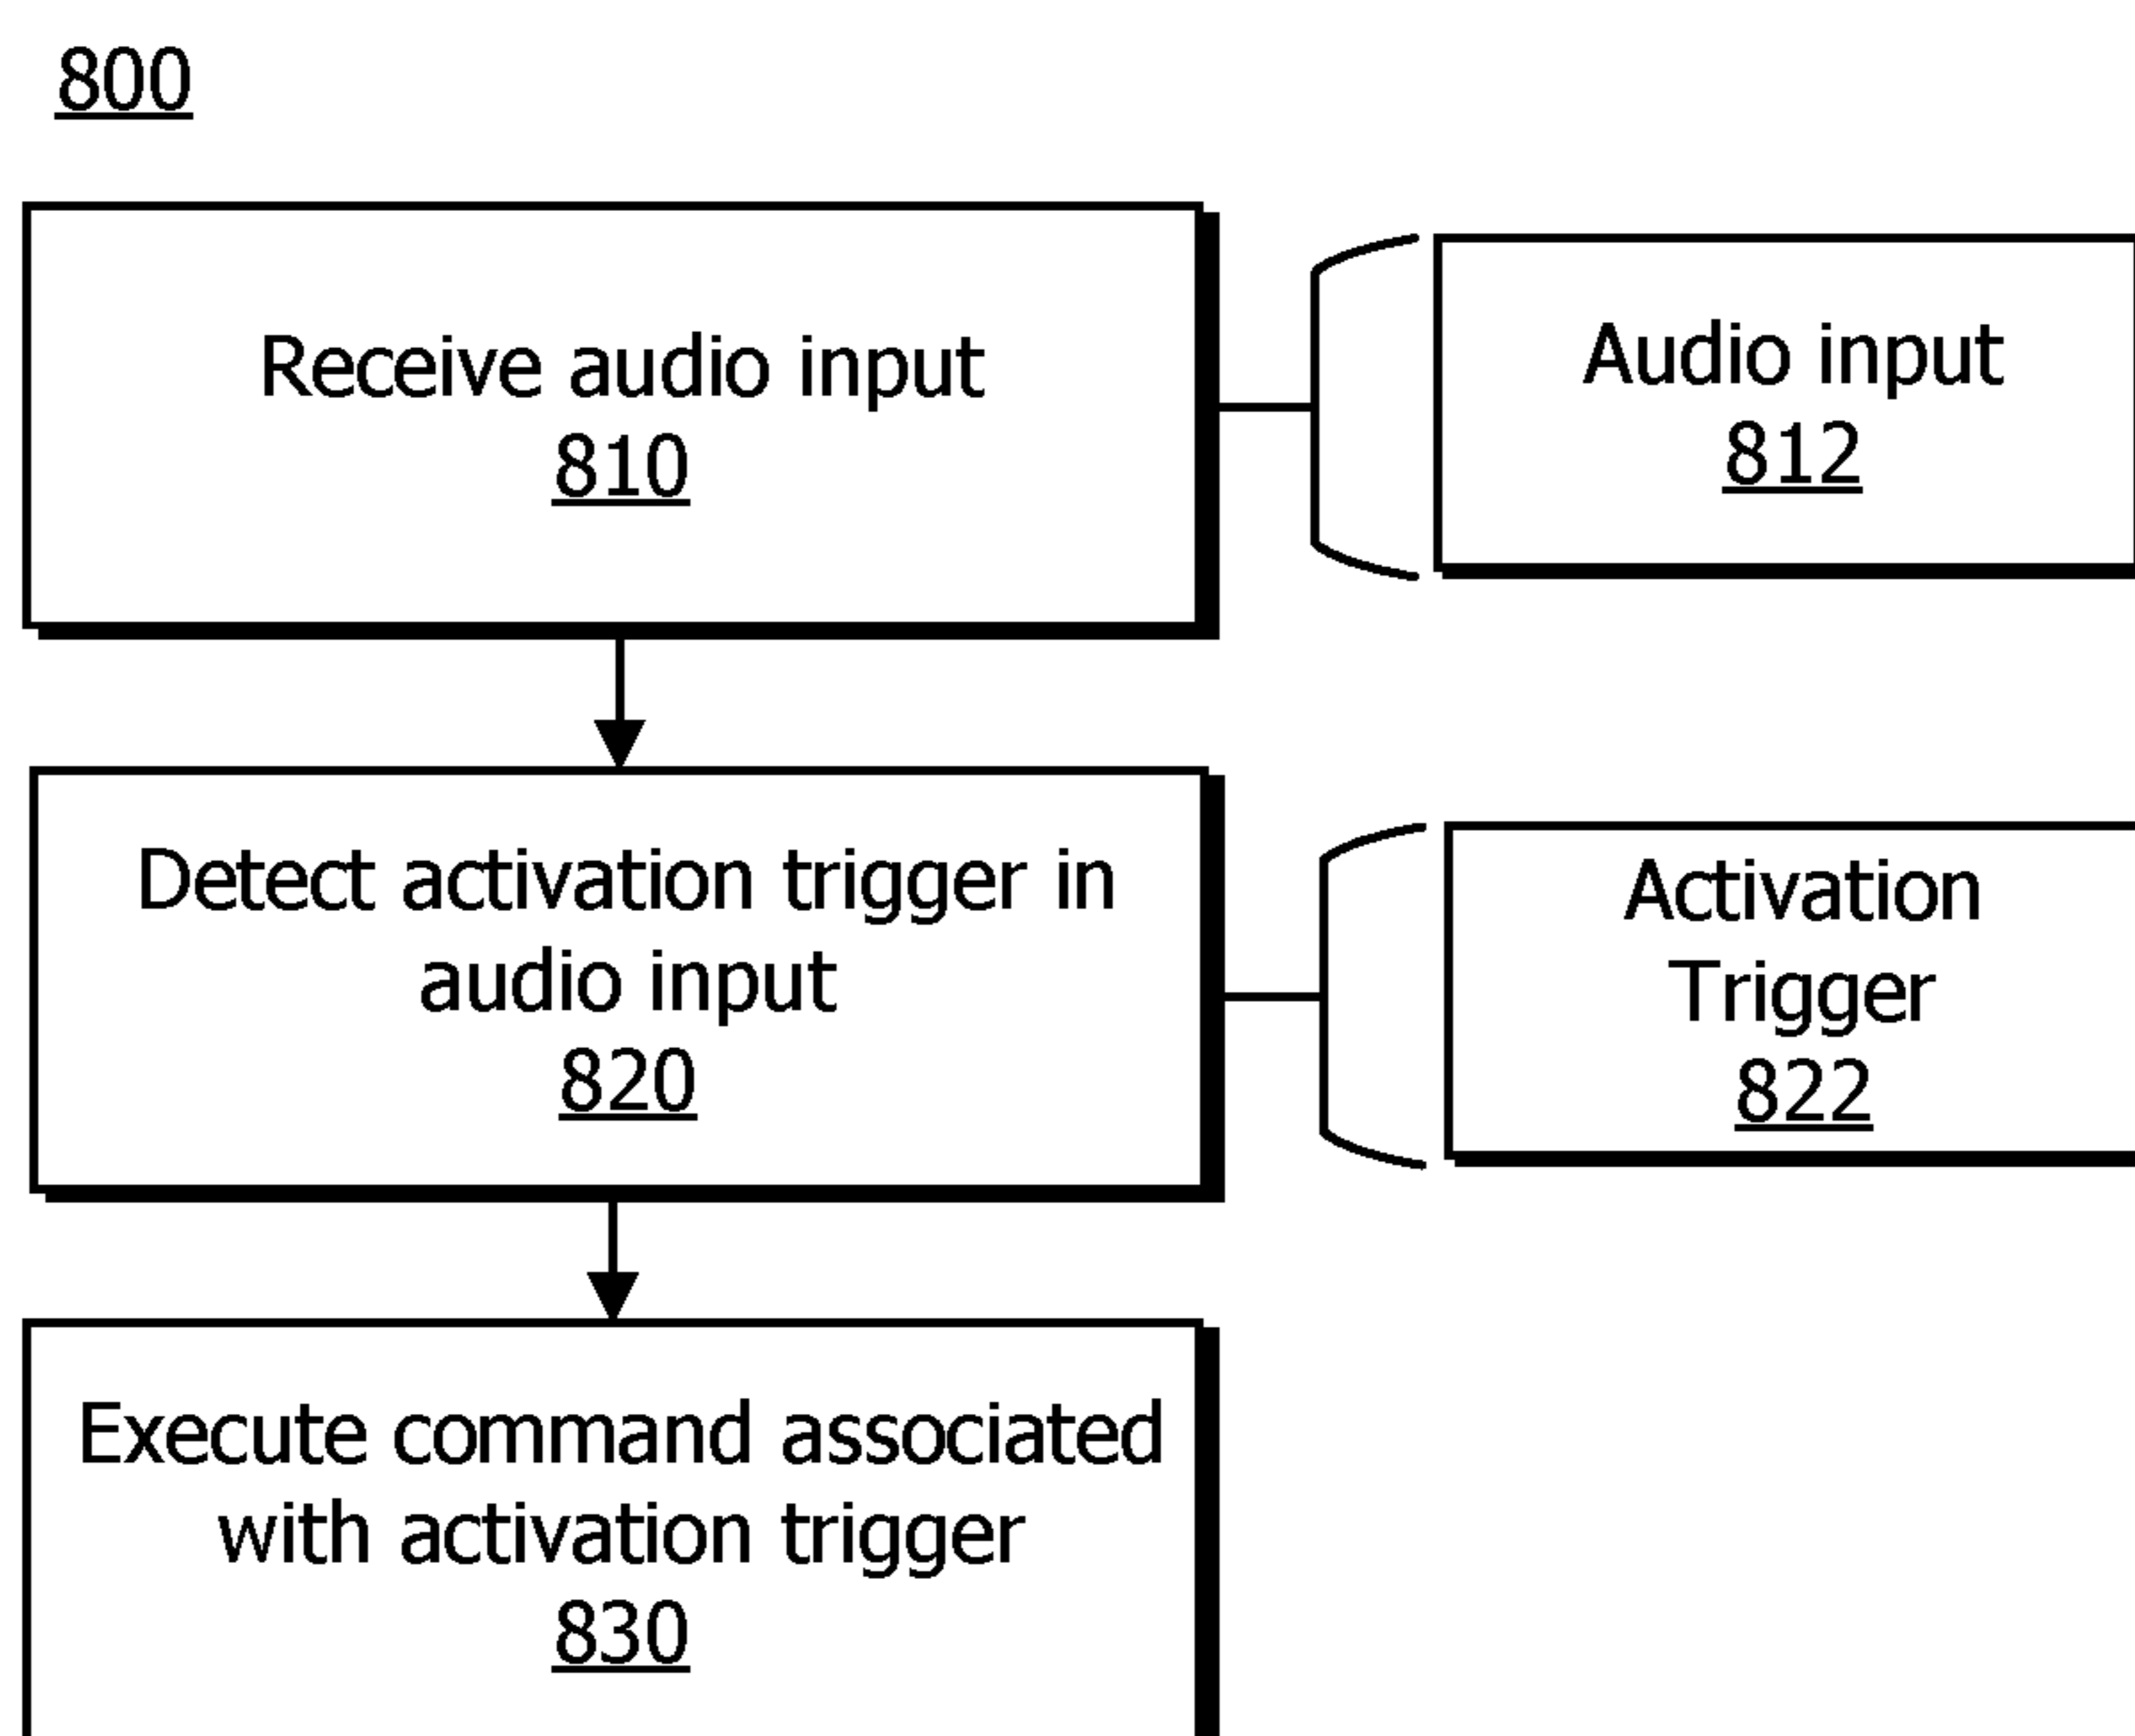 800
Receive audio input
810
Audio input
812
Detect activation trigger in
audio input
820
Activation
Trigger
822
Execute command associated
with activation trigger
830